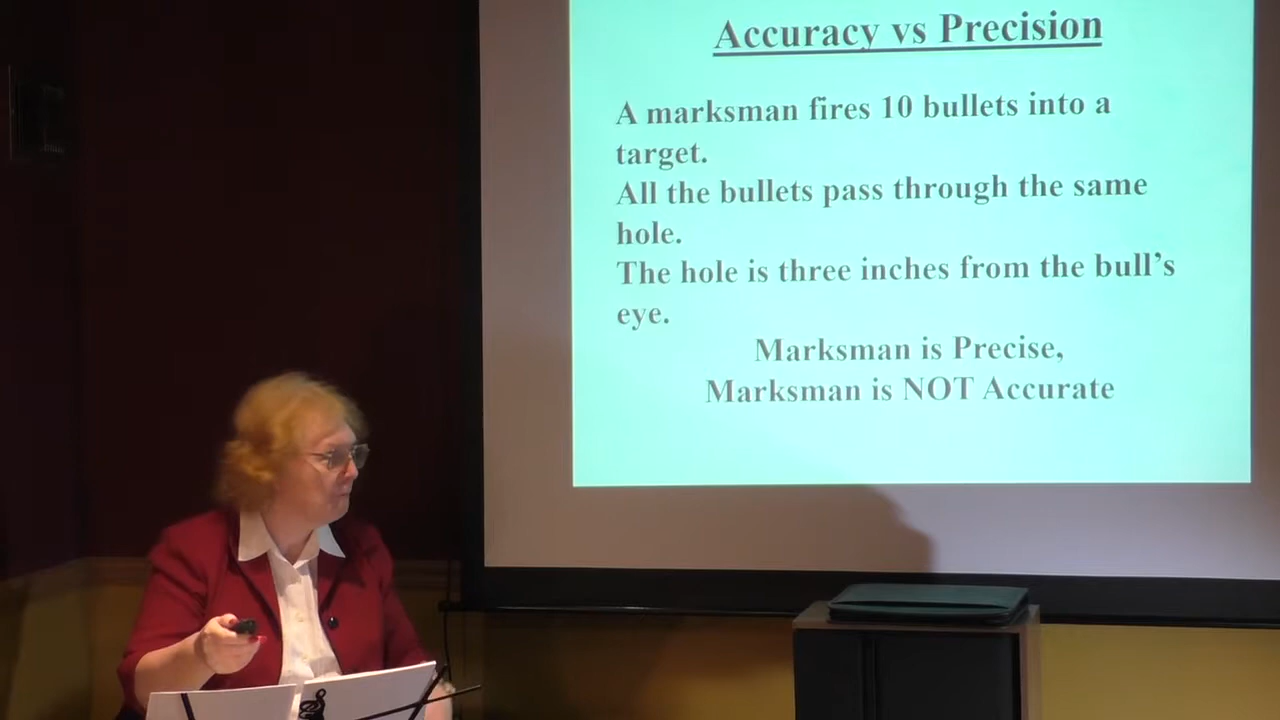 Accuracy vs Precision
A marksman fires 10 bullets into a
target.
All the bullets pass through the same
hole.
The hole is three inches from the bull’s
eye.
Marksman is Precise,
Marksman is NOT Accurate